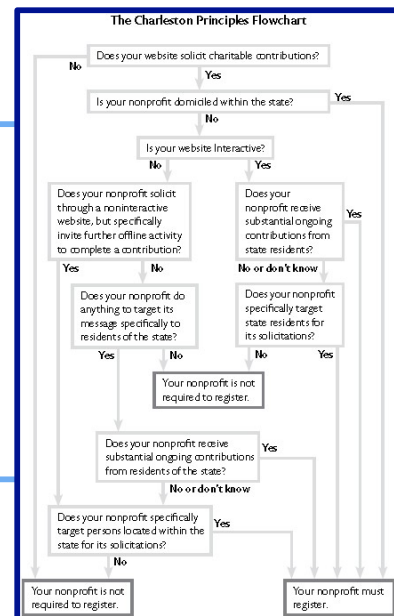 The Charleston Principles Flowchart
Does your website solicit charitable contributions?
No
Yes
Is your nonprofit domiciled within the state?
Yes
No
Is your website Interactive?
No
Yes
Does your nonprofit solicit
through a noninteractive
website, but specifically
invite further offline activity
to complete a contribution?
Does your
nonprofit receive
substantial ongoing
contributions from
state residents?
Yes
Yes
No
No or don't know
Does your nonprofit do
anything to target its
message specifically to
residents of the state?
Does your nonprofit
specifically target
state residents for
its solicitations?
Yes
No
No
Yes
Your nonprofit is not
required to register.
Does your nonprofit receive
substantial ongoing contributions
from residents of the state?
Yes
No or don't know
Does your nonprofit specifically
target persons located within the
state for its solicitations?
Yes
No
Your nonprofit is not
required to register.
Your nonprofit must
register.